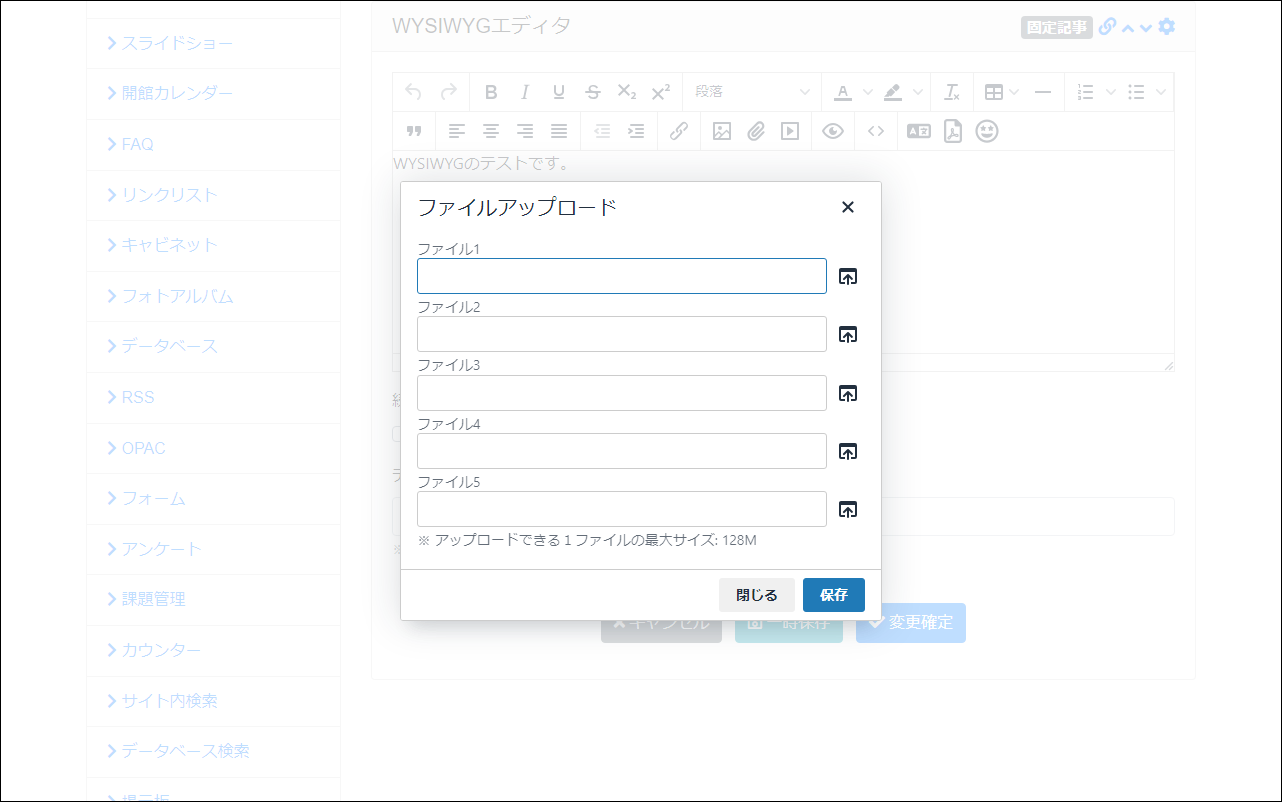 スライドショー
開館カレンダー
FAQ
リンクリスト
キャビネット
フォトアルバム
データベース
RSS
OPAC
フォーム
アンケート
課題管理
カウンター
サイト内検索
データベース検索
掲示板
WYSIWYGエディタ
固定記事
段落
WYSIWYGのテストです。
ファイルアップロード
ファイル1
ファイル2
ファイル3
ファイル4
ファイル5
※ アップロードできる１ファイルの最大サイズ: 128M
閉じる
保存
キャンセル
一時保存
変更確定